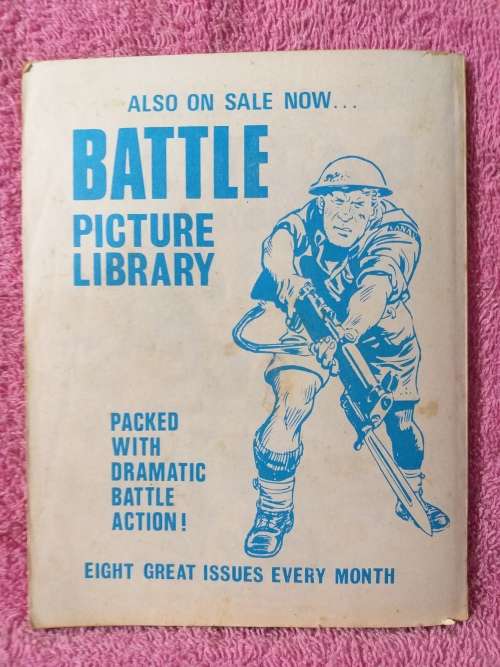 ALSO ON SALE NOW...
BATTLE
PICTURE
LIBRARY
PACKED
WITH
DRAMATIC
BATTLE
ACTION!
EIGHT GREAT ISSUES EVERY MONTH